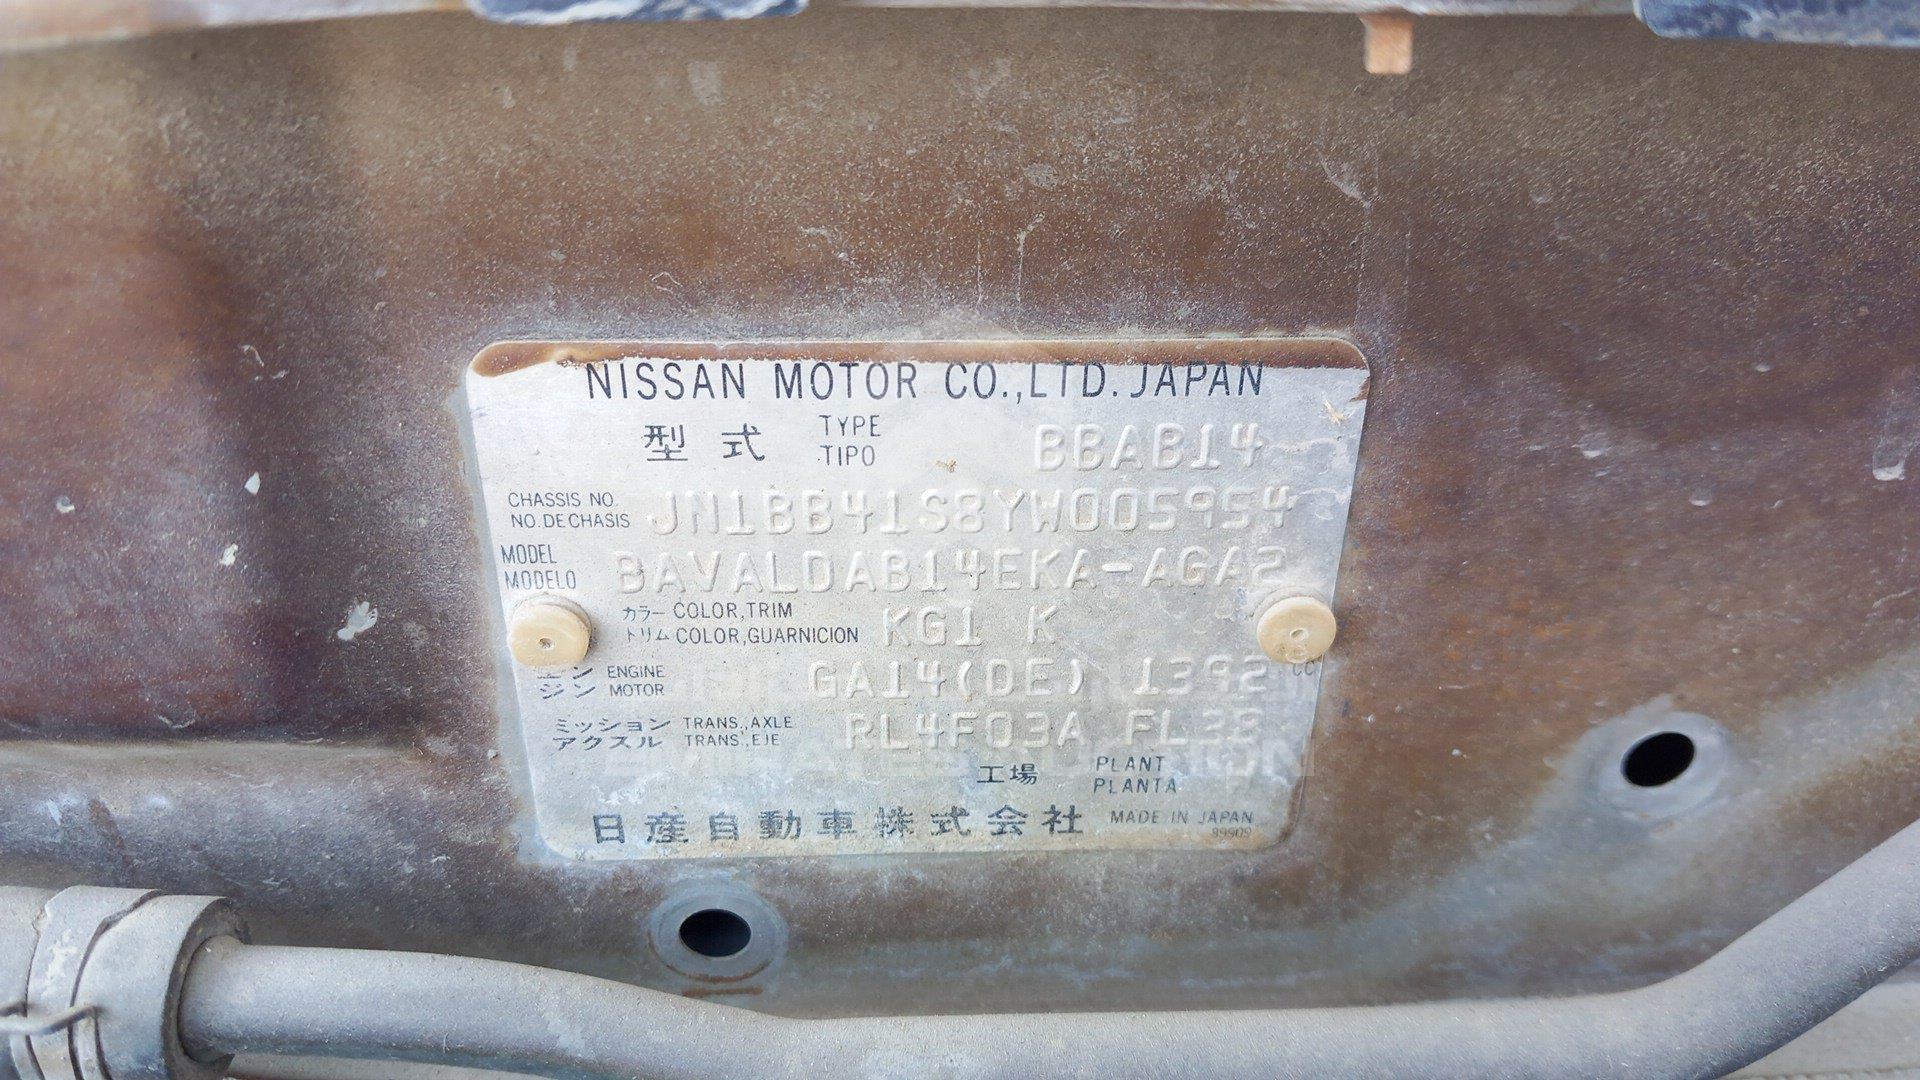 NISSAN MOTOR CO.,LTD. JAPAN
型式 TYPE BBAB14
TIPO
CHASSIS NO. JN1BB41S8YW005954
NO. DE CHASIS
MODEL BAVALDAB14EKA-AGA2
MODELO
カラー COLOR,TRIM KG1 K
トリム COLOR,GUARNICION
エン ENGINE GA14(DE) 1392 CC
ジン MOTOR
ミッション TRANS.,AXLE RL4F03A FL38
アクスル TRANS.,EJE
工場 PLANT
PLANTA
日産自動車株式会社 MADE IN JAPAN
89909